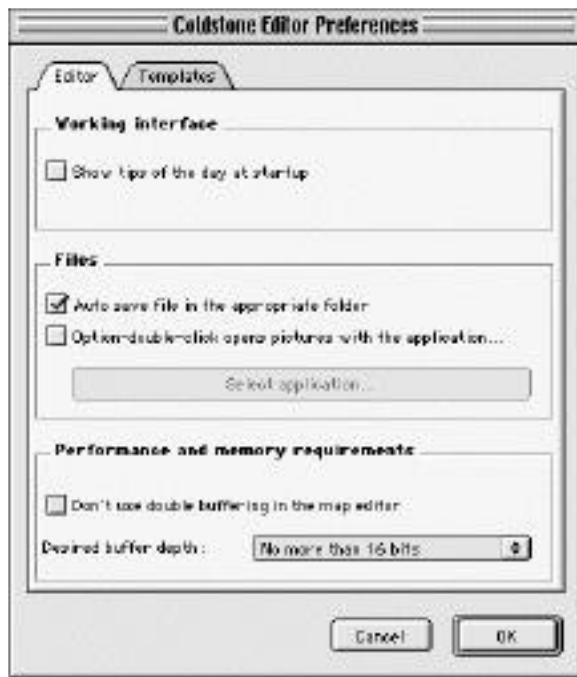 Coldstone Editor Preferences
Editor
Templates
Working interface
Show tips of the day at startup
Files
Auto save file in the appropriate folder
Option-double-click opens pictures with the application...
Select application...
Performance and memory requirements
Don't use double buffering in the map editor
Desired buffer depth :
No more than 16 bits
Cancel
OK